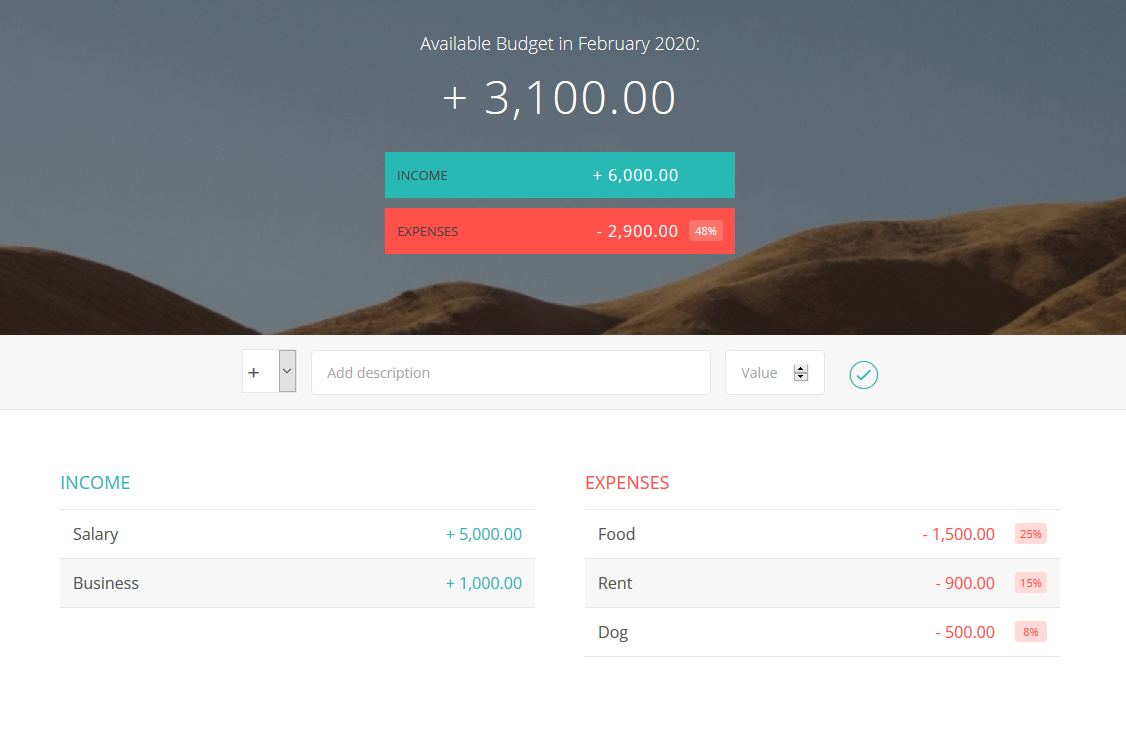 Available Budget in February 2020:
+ 3,100.00
INCOME + 6,000.00
EXPENSES - 2,900.00 48%
+ Add description Value
INCOME
Salary + 5,000.00
Business + 1,000.00
EXPENSES
Food - 1,500.00 25%
Rent - 900.00 15%
Dog - 500.00 8%